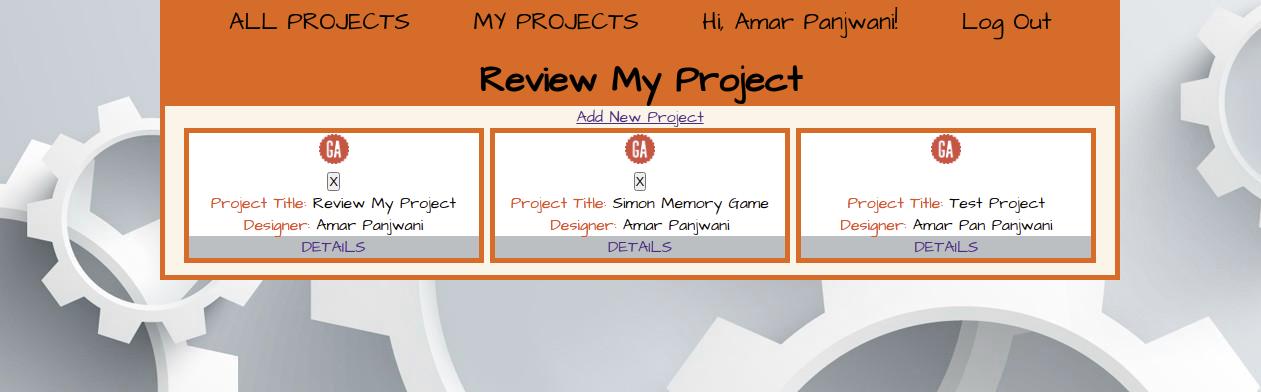 ALL PROJECTS MY PROJECTS Hi, Amar Panjwani! Log Out
Review My Project
Add New Project
GA
X
Project Title: Review My Project
Designer: Amar Panjwani
DETAILS
GA
X
Project Title: Simon Memory Game
Designer: Amar Panjwani
DETAILS
GA
Project Title: Test Project
Designer: Amar Pan Panjwani
DETAILS